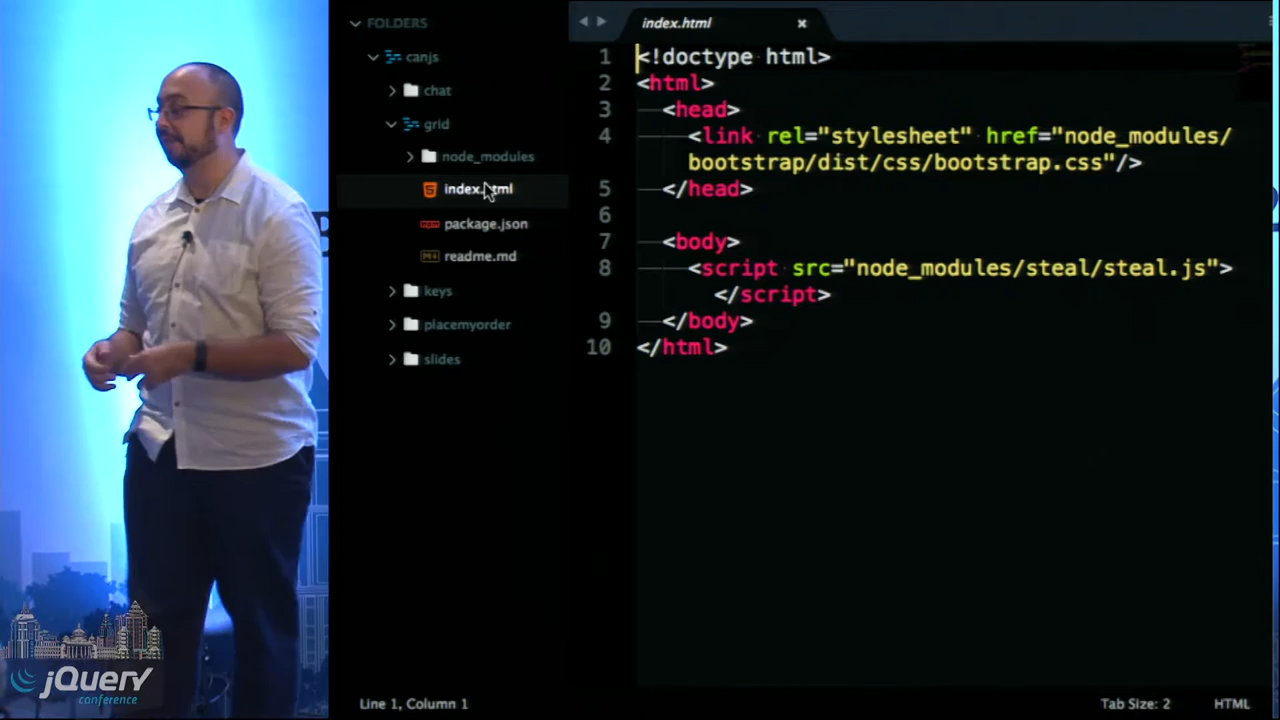 FOLDERS
canjs
chat
grid
node_modules
index.html
package.json
readme.md
keys
placemyorder
slides
index.html
1 <!doctype html>
2 <html>
3 <head>
4 <link rel="stylesheet" href="node_modules/
bootstrap/dist/css/bootstrap.css"/>
5 </head>
6
7 <body>
8 <script src="node_modules/steal/steal.js">
</script>
9 </body>
10 </html>
Line 1, Column 1
Tab Size: 2
HTML
jQuery
conference